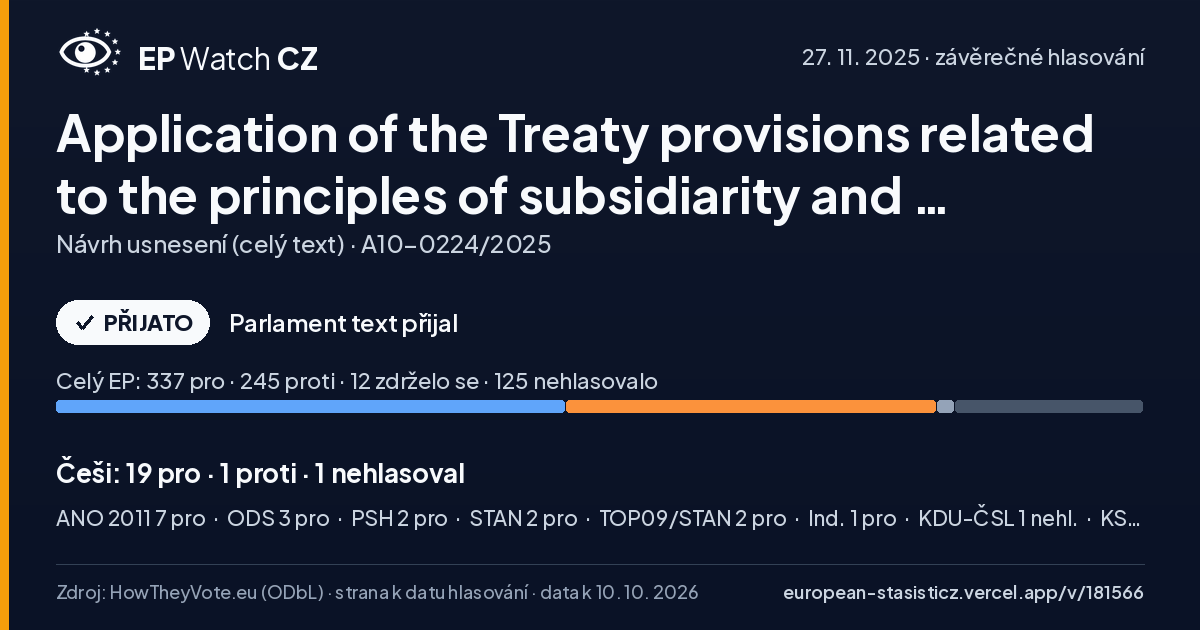 EP Watch CZ
27. 11. 2025 · závěrečné hlasování
Application of the Treaty provisions related
to the principles of subsidiarity and …
Návrh usnesení (celý text) · A10–0224/2025
✓ PŘIJATO
Parlament text přijal
Celý EP: 337 pro · 245 proti · 12 zdrželo se · 125 nehlasovalo
Češi: 19 pro · 1 proti · 1 nehlasoval
ANO 2011 7 pro · ODS 3 pro · PSH 2 pro · STAN 2 pro · TOP09/STAN 2 pro · Ind. 1 pro · KDU-ČSL 1 nehl. · KS…
Zdroj: HowTheyVote.eu (ODbL) · strana k datu hlasování · data k 10. 10. 2026
european-stasisticz.vercel.app/v/181566